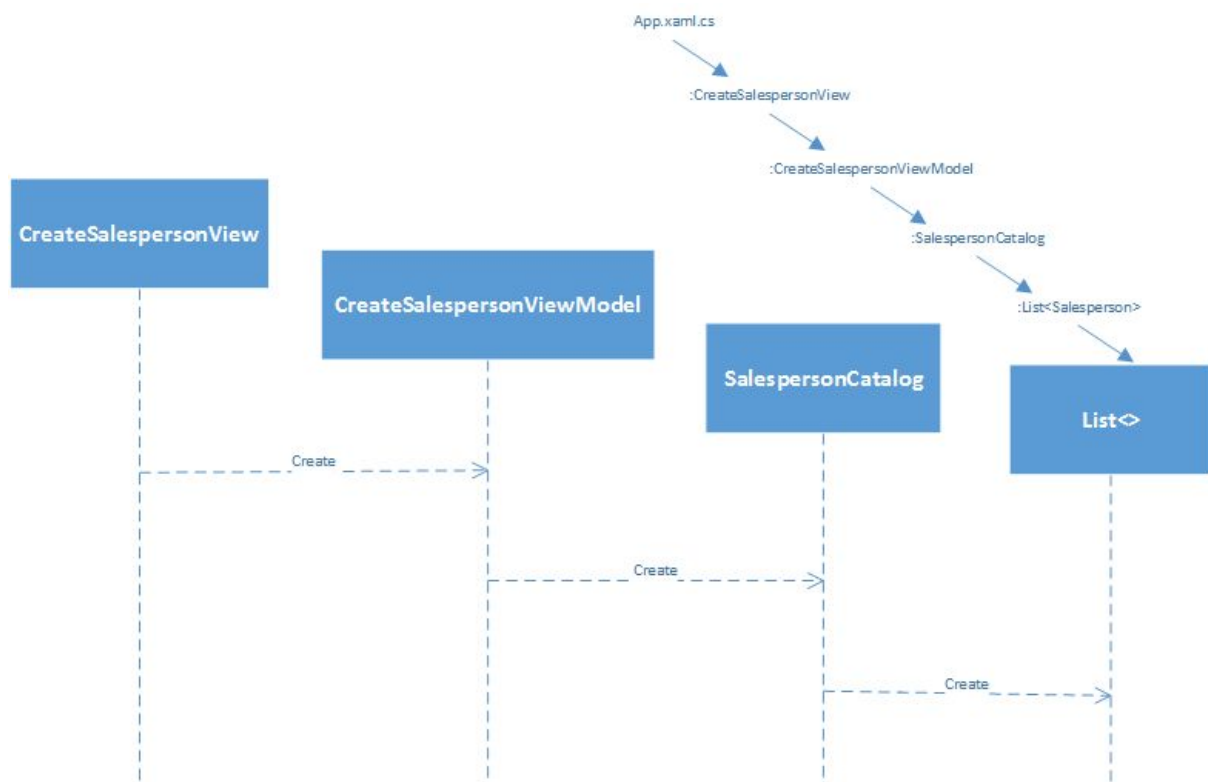 App.xaml.cs
:CreateSalespersonView
:CreateSalespersonViewModel
CreateSalespersonView
:SalespersonCatalog
CreateSalespersonViewModel
:List<Salesperson>
SalespersonCatalog
List<>
Create
Create
Create